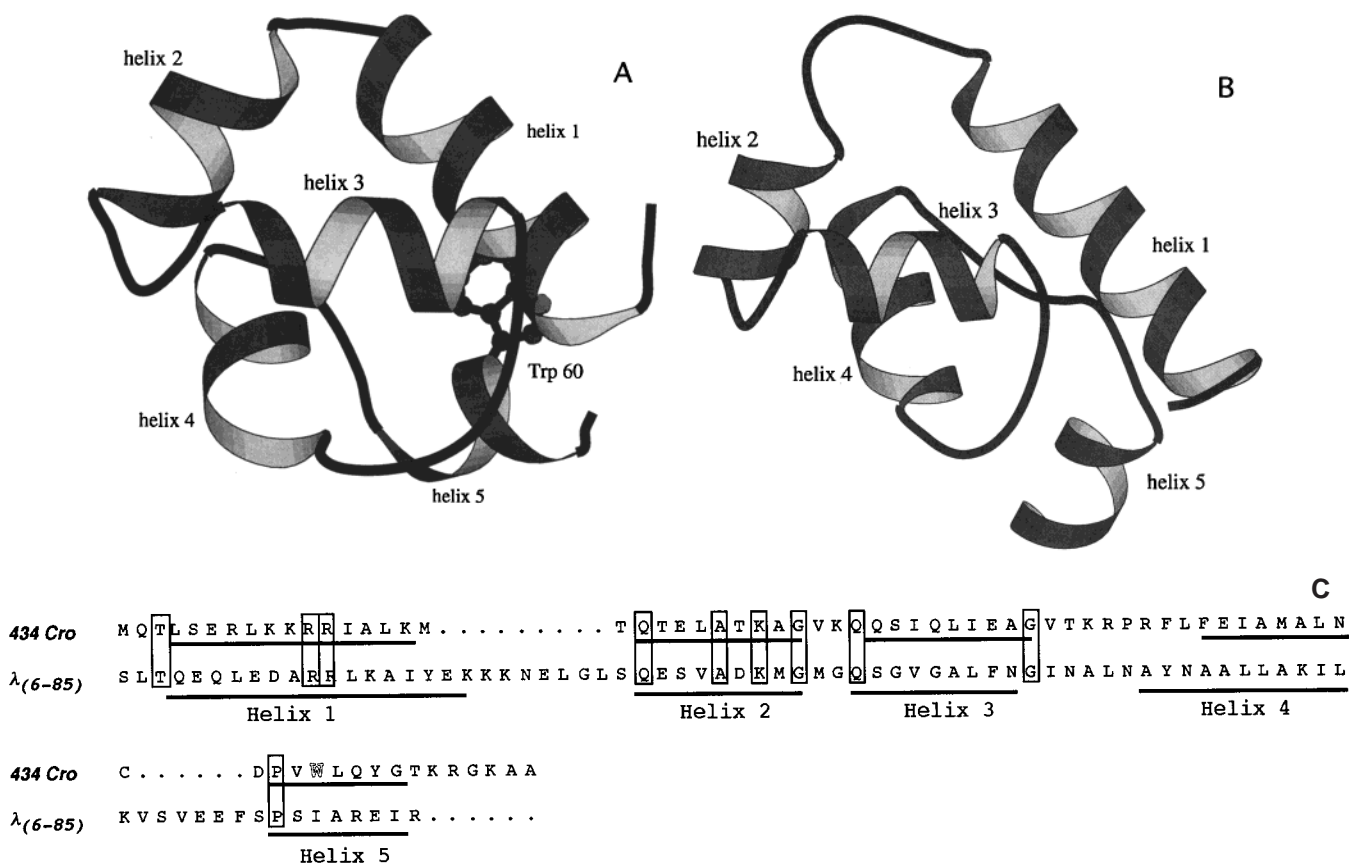 A
helix 2
helix 1
helix 3
Trp 60
helix 4
helix 5
B
helix 2
helix 3
helix 1
helix 4
helix 5
C
434 Cro M Q T L S E R L K K R R I A L K M . . . . . . . . . T Q T E L A T K A G V K Q Q S I Q L I E A G V T K R P R F L F E I A M A L N
λ(6-85) S L T Q E Q L E D A R R L K A I Y E K K K N E L G L S Q E S V A D K M G M G Q S G V G A L F N G I N A L N A Y N A A L L A K I L
Helix 1 Helix 2 Helix 3 Helix 4
434 Cro C . . . . . . D P V W L Q Y G T K R G K A A
λ(6-85) K V S V E E F S P S I A R E I R . . . . . .
Helix 5